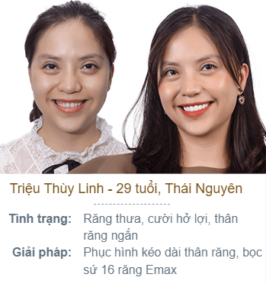 Triệu Thùy Linh - 29 tuổi, Thái Nguyên
Tình trạng: Răng thưa, cười hở lợi, thân
răng ngắn
Giải pháp: Phục hình kéo dài thân răng, bọc
sứ 16 răng Emax